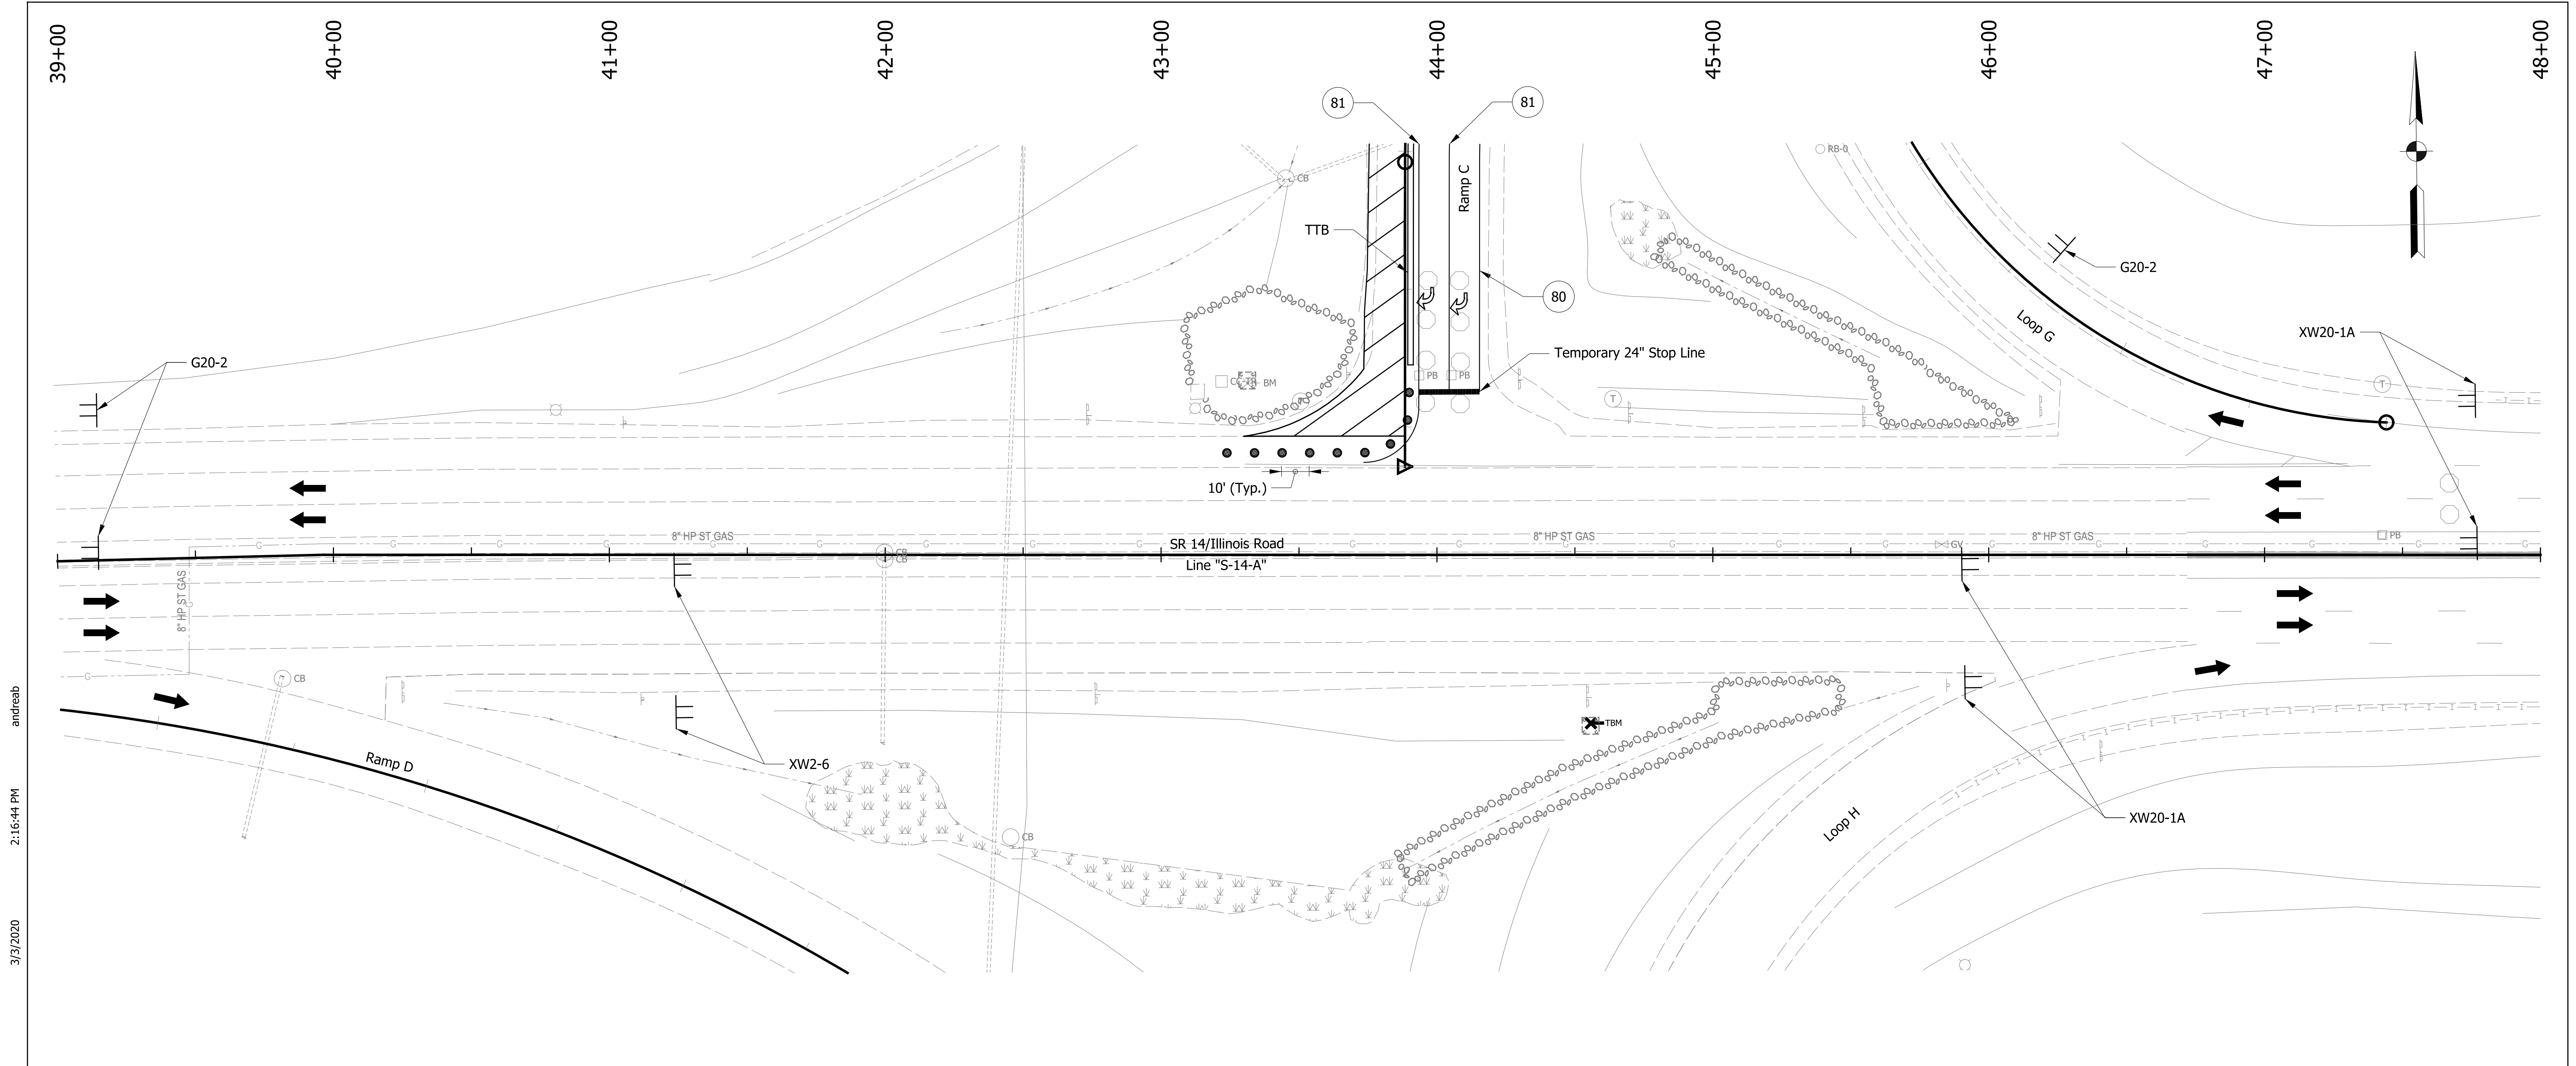 39+00
40+00
41+00
42+00
43+00
44+00
45+00
46+00
47+00
48+00
81
81
Ramp C
RB-0
CB
TTB
G20-2
80
Loop G
XW20-1A
Temporary 24" Stop Line
G20-2
BM
PB
PB
T
T
10' (Typ.)
8" HP ST GAS
SR 14/Illinois Road
8" HP ST GAS
8" HP ST GAS
PB
GV
CB
CB
Line "S-14-A"
8" HP ST GAS
CB
TBM
Ramp D
XW2-6
Loop H
XW20-1A
CB
andreab
2:16:44 PM
3/3/2020